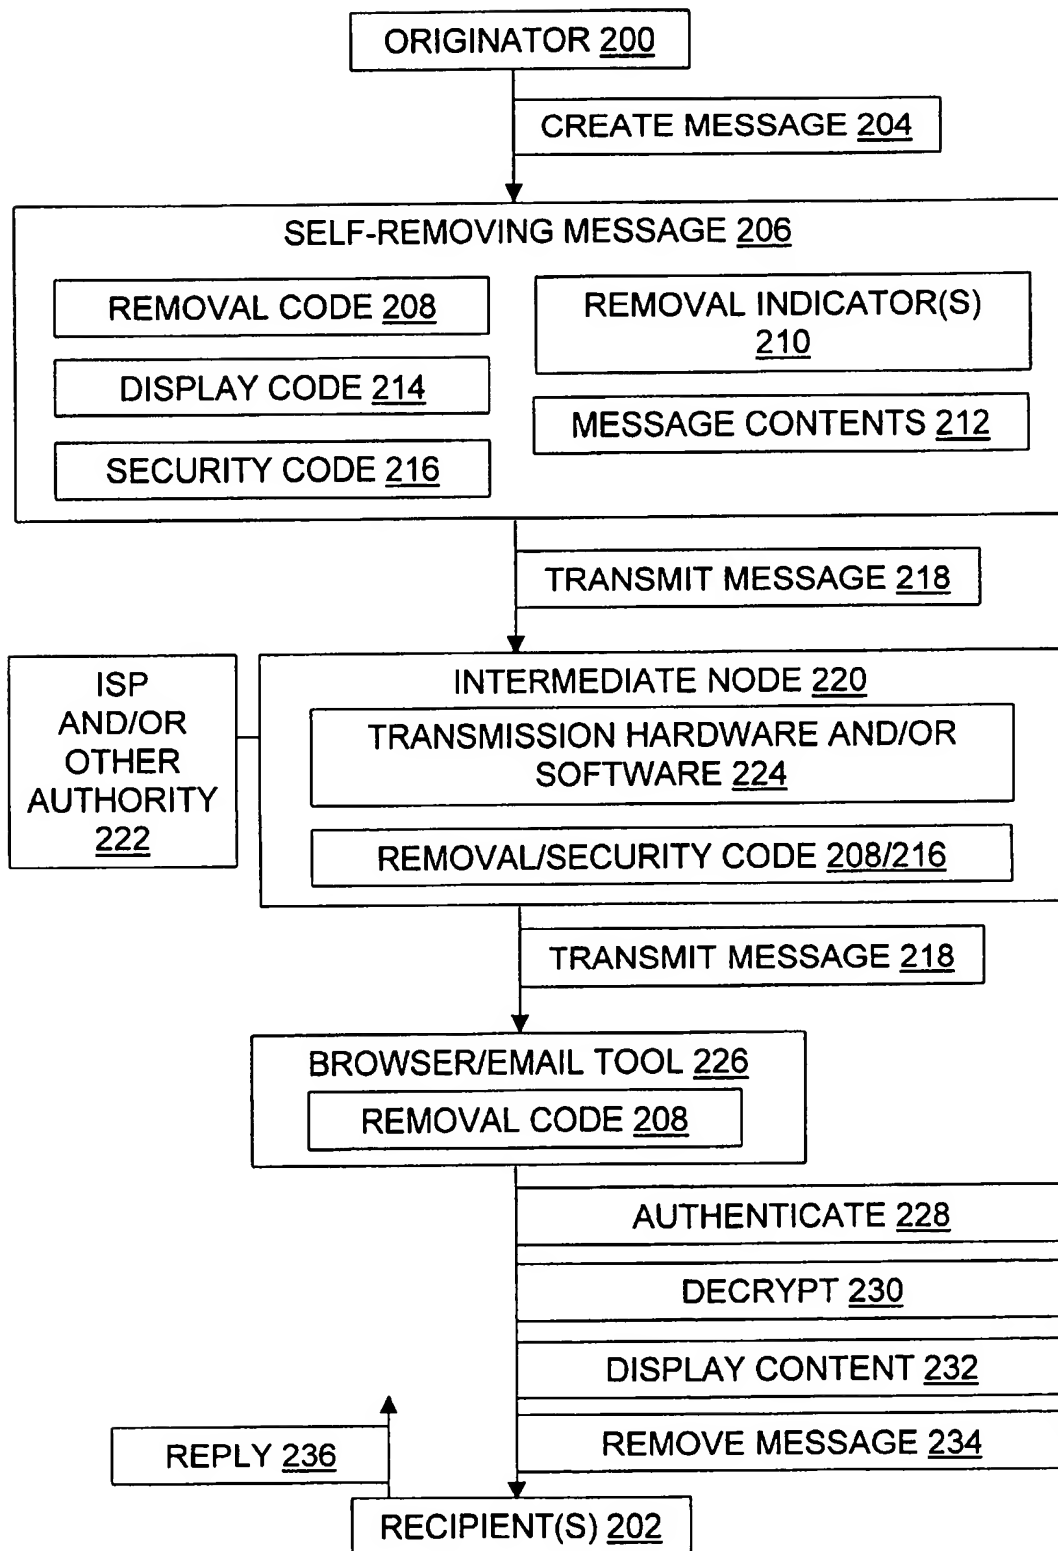 ORIGINATOR 200
CREATE MESSAGE 204
SELF-REMOVING MESSAGE 206
REMOVAL CODE 208
REMOVAL INDICATOR(S)
210
DISPLAY CODE 214
MESSAGE CONTENTS 212
SECURITY CODE 216
TRANSMIT MESSAGE 218
ISP
AND/OR
OTHER
AUTHORITY
222
INTERMEDIATE NODE 220
TRANSMISSION HARDWARE AND/OR
SOFTWARE 224
REMOVAL/SECURITY CODE 208/216
TRANSMIT MESSAGE 218
BROWSER/EMAIL TOOL 226
REMOVAL CODE 208
AUTHENTICATE 228
DECRYPT 230
DISPLAY CONTENT 232
REMOVE MESSAGE 234
REPLY 236
RECIPIENT(S) 202